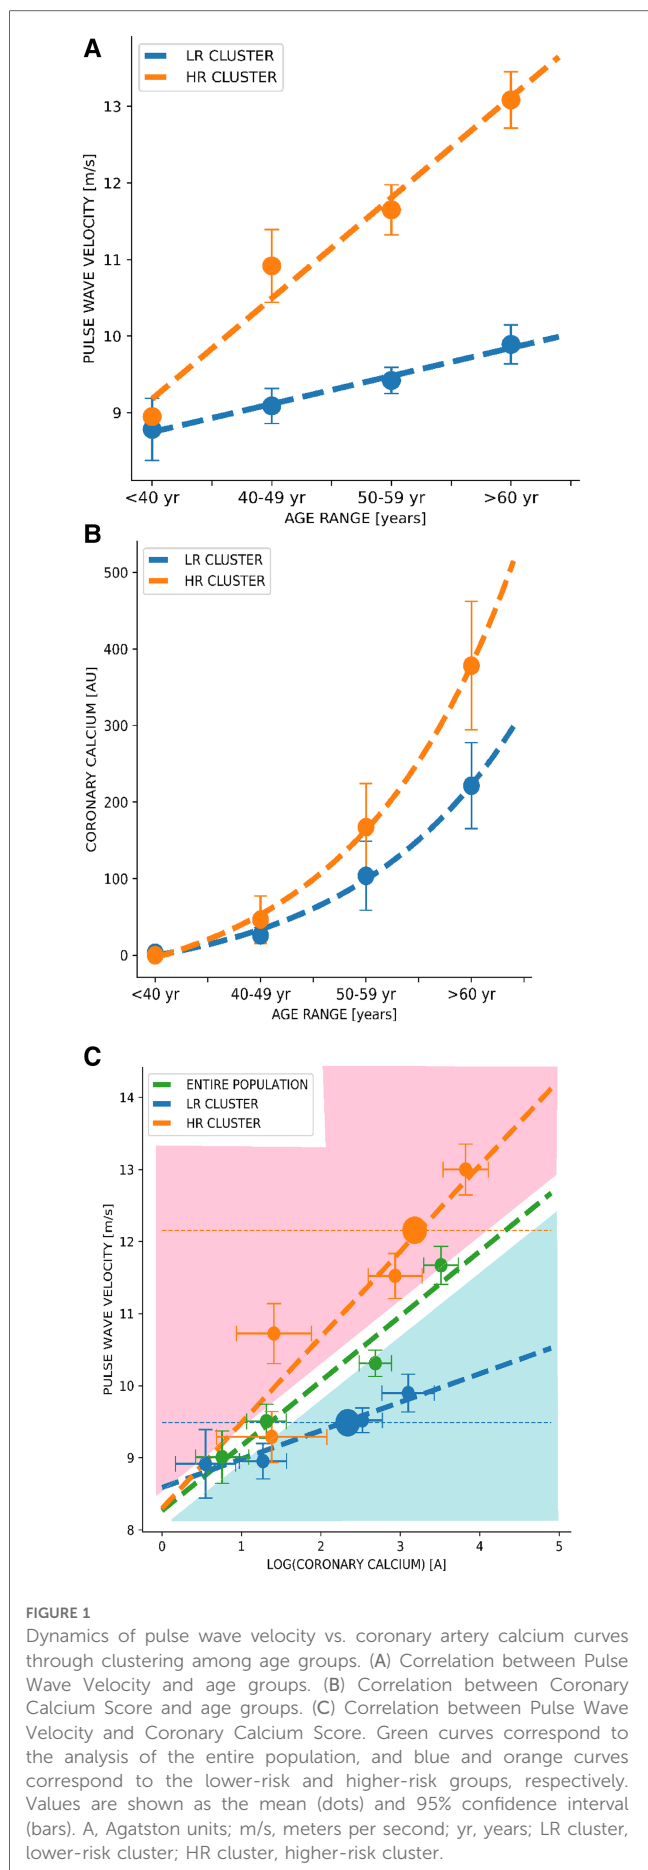 A
LR CLUSTER
HR CLUSTER
PULSE WAVE VELOCITY [m/s]
13
12
11
10
9
<40 yr
40-49 yr
50-59 yr
>60 yr
AGE RANGE [years]
B
LR CLUSTER
HR CLUSTER
CORONARY CALCIUM [AU]
500
400
300
200
100
0
<40 yr
40-49 yr
50-59 yr
>60 yr
AGE RANGE [years]
C
ENTIRE POPULATION
LR CLUSTER
HR CLUSTER
PULSE WAVE VELOCITY [m/s]
14
13
12
11
10
9
8
0
1
2
3
4
5
LOG(CORONARY CALCIUM) [A]
FIGURE 1
Dynamics of pulse wave velocity vs. coronary artery calcium curves
through clustering among age groups. (A) Correlation between Pulse
Wave Velocity and age groups. (B) Correlation between Coronary
Calcium Score and age groups. (C) Correlation between Pulse Wave
Velocity and Coronary Calcium Score. Green curves correspond to
the analysis of the entire population, and blue and orange curves
correspond to the lower-risk and higher-risk groups, respectively.
Values are shown as the mean (dots) and 95% confidence interval
(bars). A, Agatston units; m/s, meters per second; yr, years; LR cluster,
lower-risk cluster; HR cluster, higher-risk cluster.